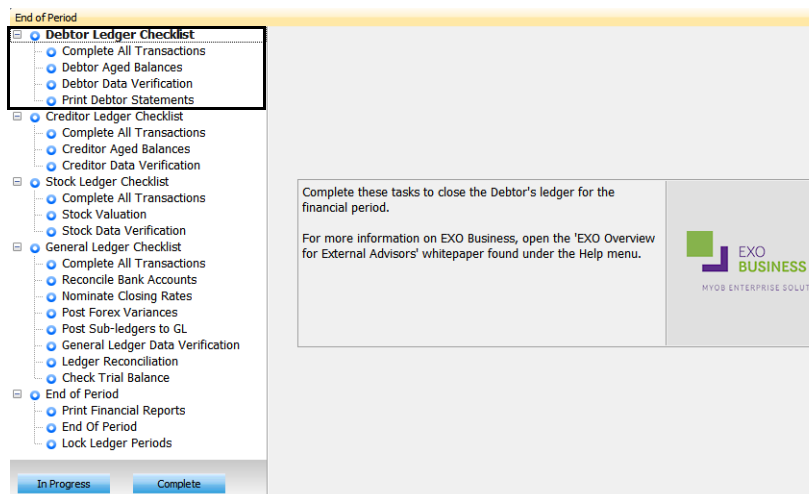 End of Period
Debtor Ledger Checklist
Complete All Transactions
Debtor Aged Balances
Debtor Data Verification
Print Debtor Statements
Creditor Ledger Checklist
Complete All Transactions
Creditor Aged Balances
Creditor Data Verification
Stock Ledger Checklist
Complete All Transactions
Stock Valuation
Stock Data Verification
General Ledger Checklist
Complete All Transactions
Reconcile Bank Accounts
Nominate Closing Rates
Post Forex Variances
Post Sub-ledgers to GL
General Ledger Data Verification
Ledger Reconciliation
Check Trial Balance
End of Period
Print Financial Reports
End Of Period
Lock Ledger Periods
In Progress
Complete
Complete these tasks to close the Debtor's ledger for the
financial period.
For more information on EXO Business, open the 'EXO Overview
for External Advisors' whitepaper found under the Help menu.
EXO
BUSINESS
MYOB ENTERPRISE SOLUT